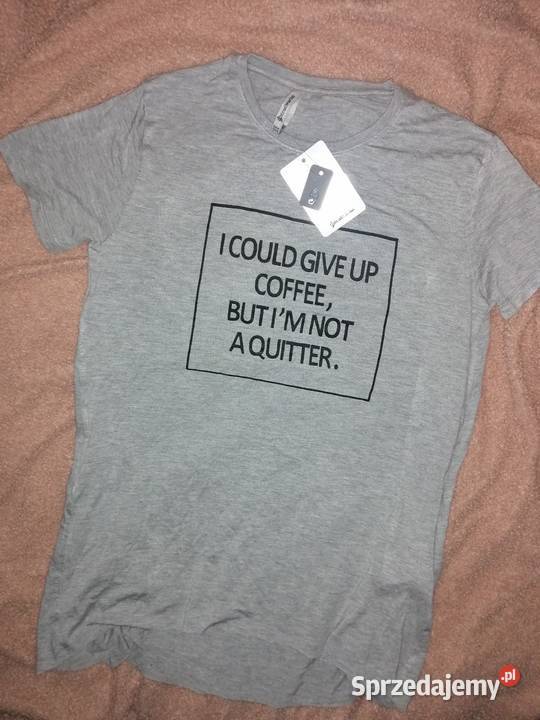 I COULD GIVE UP
COFFEE,
BUT I'M NOT
A QUITTER.
Sprzedajemy.pl